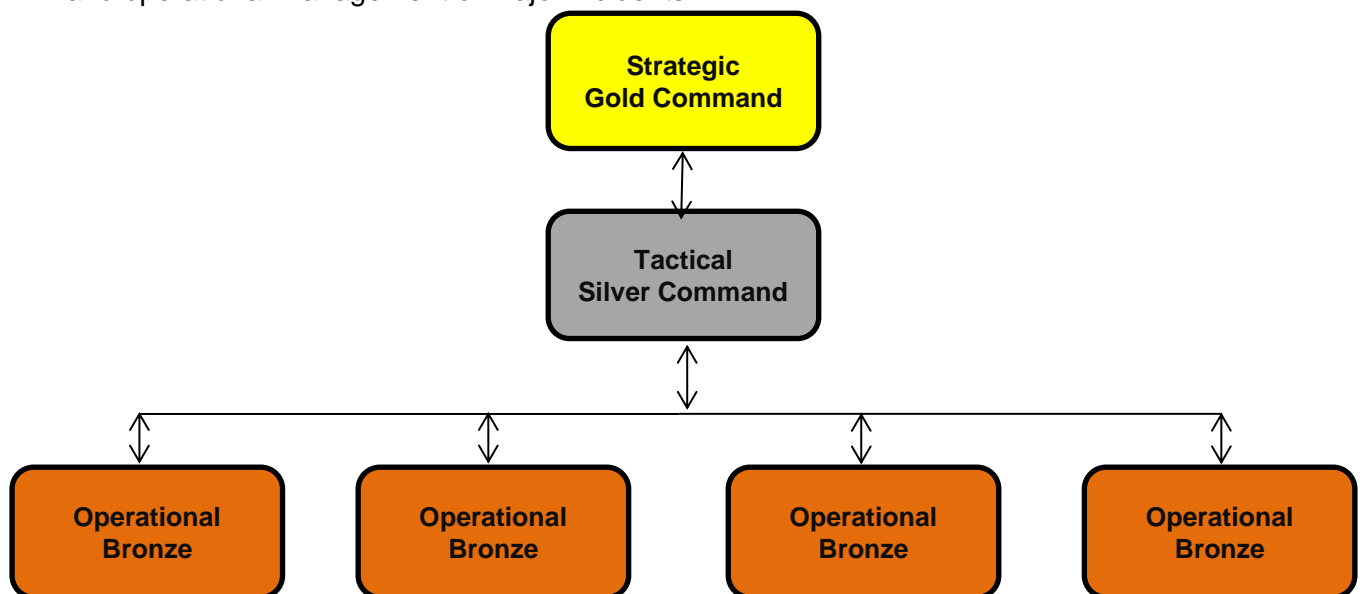 Strategic
Gold Command
Tactical
Silver Command
Operational
Bronze
Operational
Bronze
Operational
Bronze
Operational
Bronze